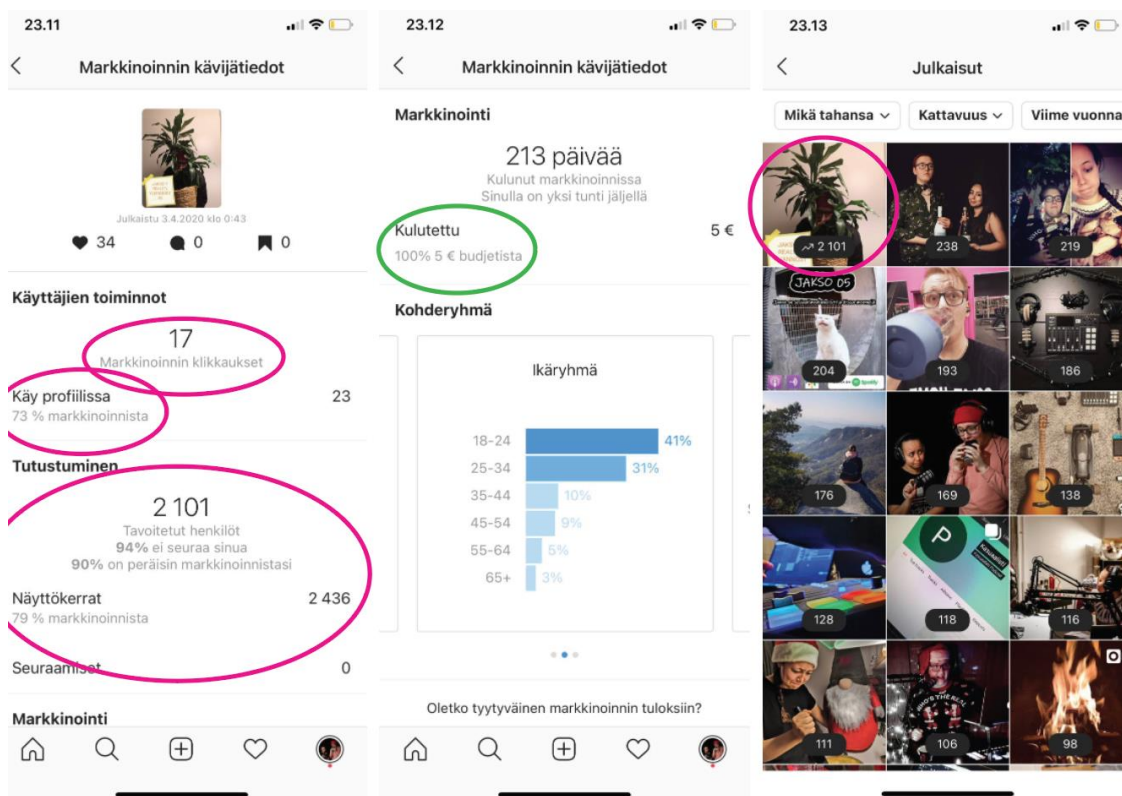 23.11
Markkinoinnin kävijätiedot
Julkaistu 3.4.2020 klo 0:43
34
0
0
Käyttäjien toiminnot
17
Markkinoinnin klikkaukset
Käy profiilissa 23
73 % markkinoinnista
Tutustuminen
2 101
Tavoitetut henkilöt
94% ei seuraa sinua
90% on peräisin markkinoinnistasi
Näyttökerrat 2 436
79 % markkinoinnista
Seuraamiset 0
Markkinointi
23.12
Markkinoinnin kävijätiedot
Markkinointi
213 päivää
Kulunut markkinoinnissa
Sinulla on yksi tunti jäljellä
Kulutettu 5 €
100% 5 € budjetista
Kohderyhmä
Ikäryhmä
18-24 41%
25-34 31%
35-44 10%
45-54 9%
55-64 5%
65+ 3%
Oletko tyytyväinen markkinoinnin tuloksiin?
23.13
Julkaisut
Mikä tahansa
Kattavuus
Viime vuonna
2 101
238
219
JAKSO 05
204
Spotify
193
186
176
169
138
128
P
118
116
111
106
98